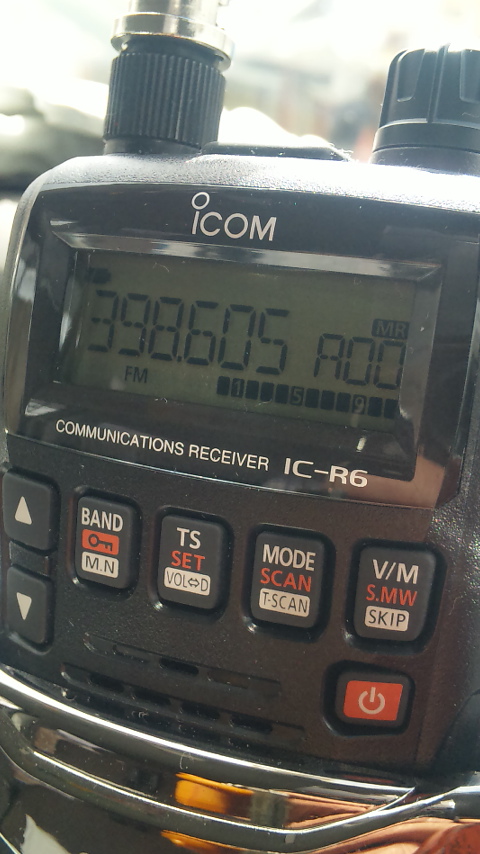 iCOM
MR
398.605 A00
FM
1 5 9
COMMUNICATIONS RECEIVER IC-R6
BAND
M.N
TS
SET
VOL⇔D
MODE
SCAN
T-SCAN
V/M
S.MW
SKIP